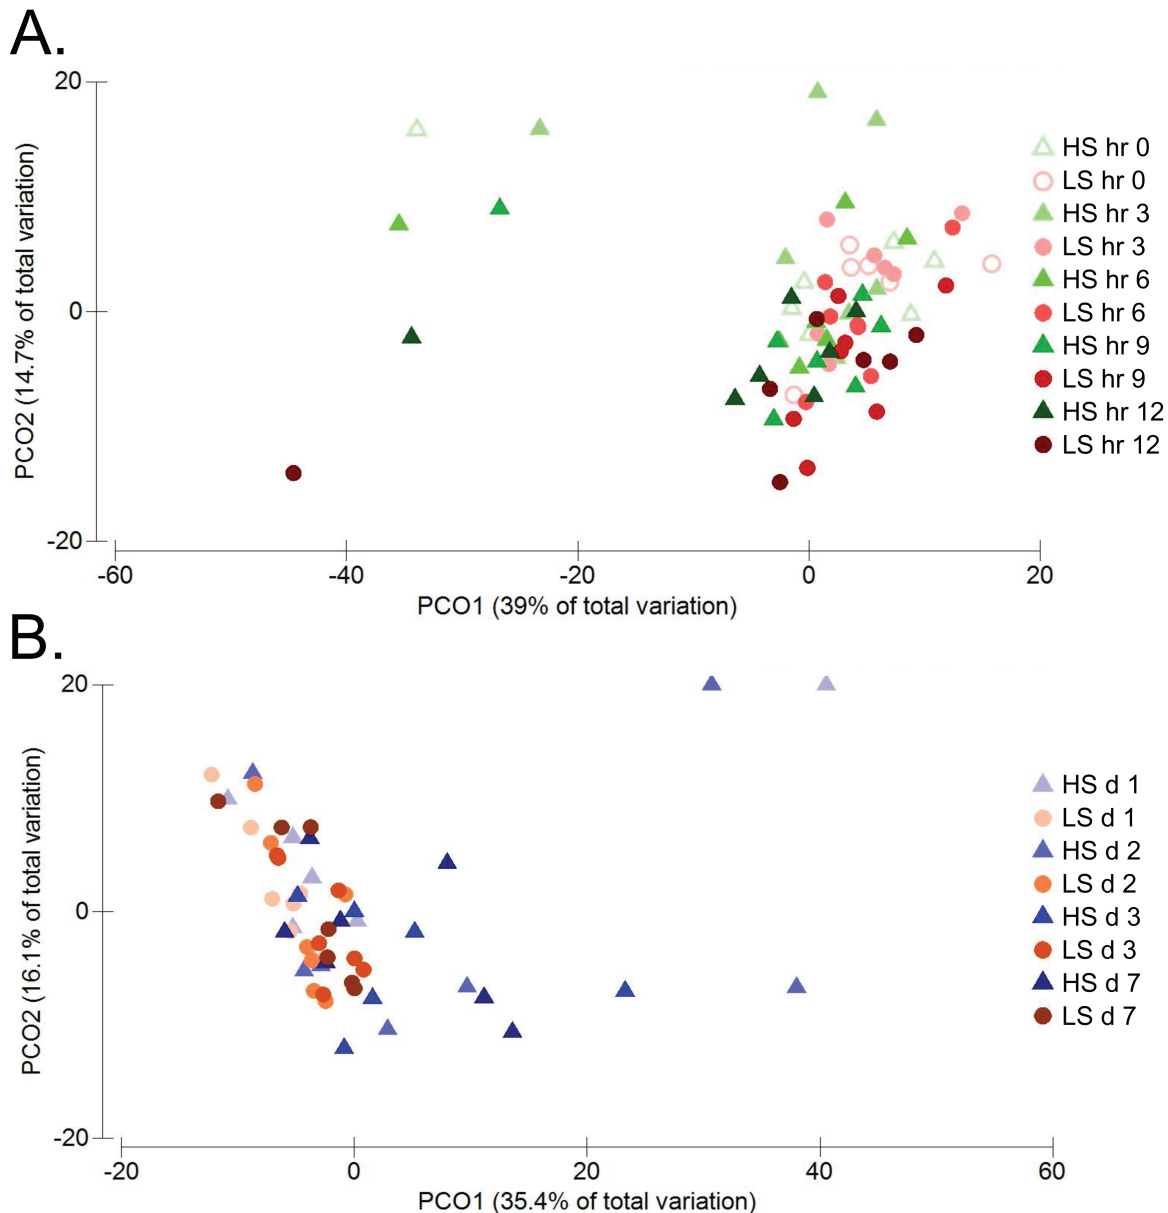 A.
20
0
-20
PCO2 (14.7% of total variation)
-60
-40
-20
0
20
PCO1 (39% of total variation)
HS hr 0
LS hr 0
HS hr 3
LS hr 3
HS hr 6
LS hr 6
HS hr 9
LS hr 9
HS hr 12
LS hr 12
B.
20
0
-20
PCO2 (16.1% of total variation)
-20
0
20
40
60
PCO1 (35.4% of total variation)
HS d 1
LS d 1
HS d 2
LS d 2
HS d 3
LS d 3
HS d 7
LS d 7